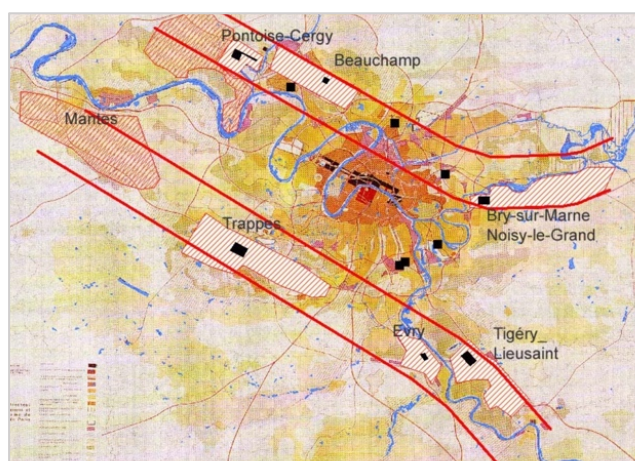 Pontoise-Cergy
Beauchamp
Mantes
Trappes
Bry-sur-Marne
Noisy-le-Grand
Evry
Tigéry_
Lieusaint